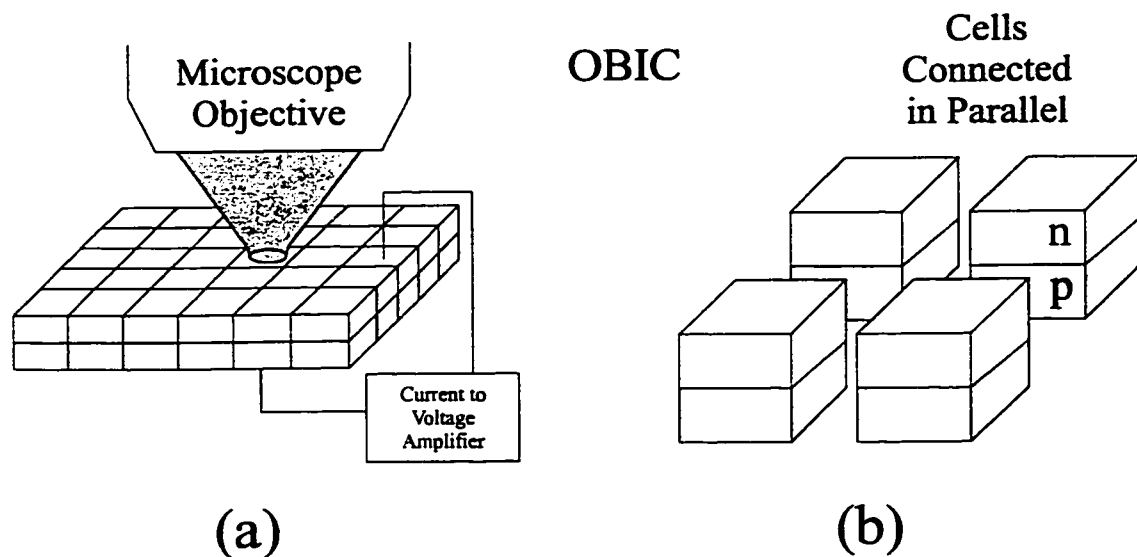 Microscope
Objective
OBIC
Cells
Connected
in Parallel
n
p
Current to
Voltage
Amplifier
(a)
(b)